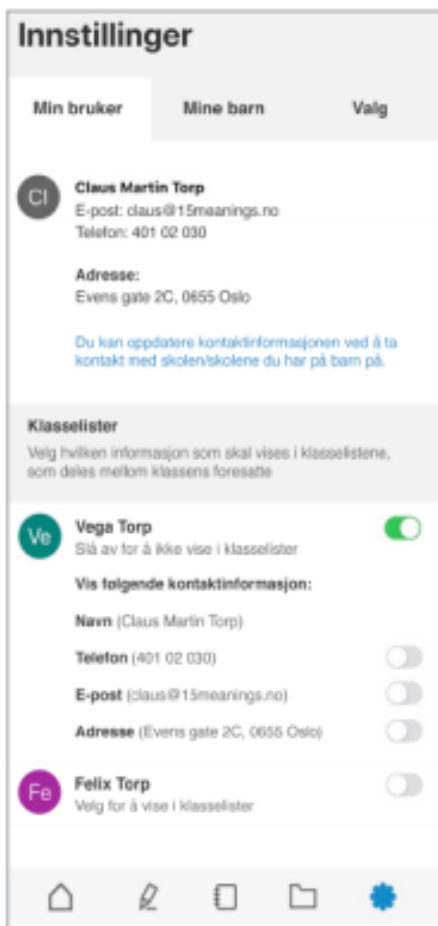 Innstillinger
Min bruker
Mine barn
Valg
Cl
Claus Martin Torp
E-post: claus@15meanings.no
Telefon: 401 02 030
Adresse:
Evens gate 2C, 0655 Oslo
Du kan oppdatere kontaktinformasjonen ved å ta
kontakt med skolen/skolene du har på barn på.
Klasselister
Velg hvilken informasjon som skal vises i klasselistene,
som deles mellom klassens foresatte
Ve
Vega Torp
Slå av for å ikke vise i klasselister
Vis følgende kontaktinformasjon:
Navn (Claus Martin Torp)
Telefon (401 02 030)
E-post (claus@15meanings.no)
Adresse (Evens gate 2C, 0655 Oslo)
Fe
Felix Torp
Velg for å vise i klasselister